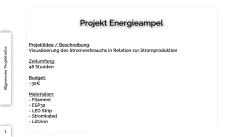 Projekt Energieampel
Projektidee / Beschreibung:
Visualisierung des Stromverbrauchs in Relation zur Stromproduktion
Zeitumfang:
48 Stunden
Budget:
~30€
Materialien:
- Filament
- ESP32
- LED Strip
- Stromkabel
- Lötzinn
Allgemeine Projektinfos
1